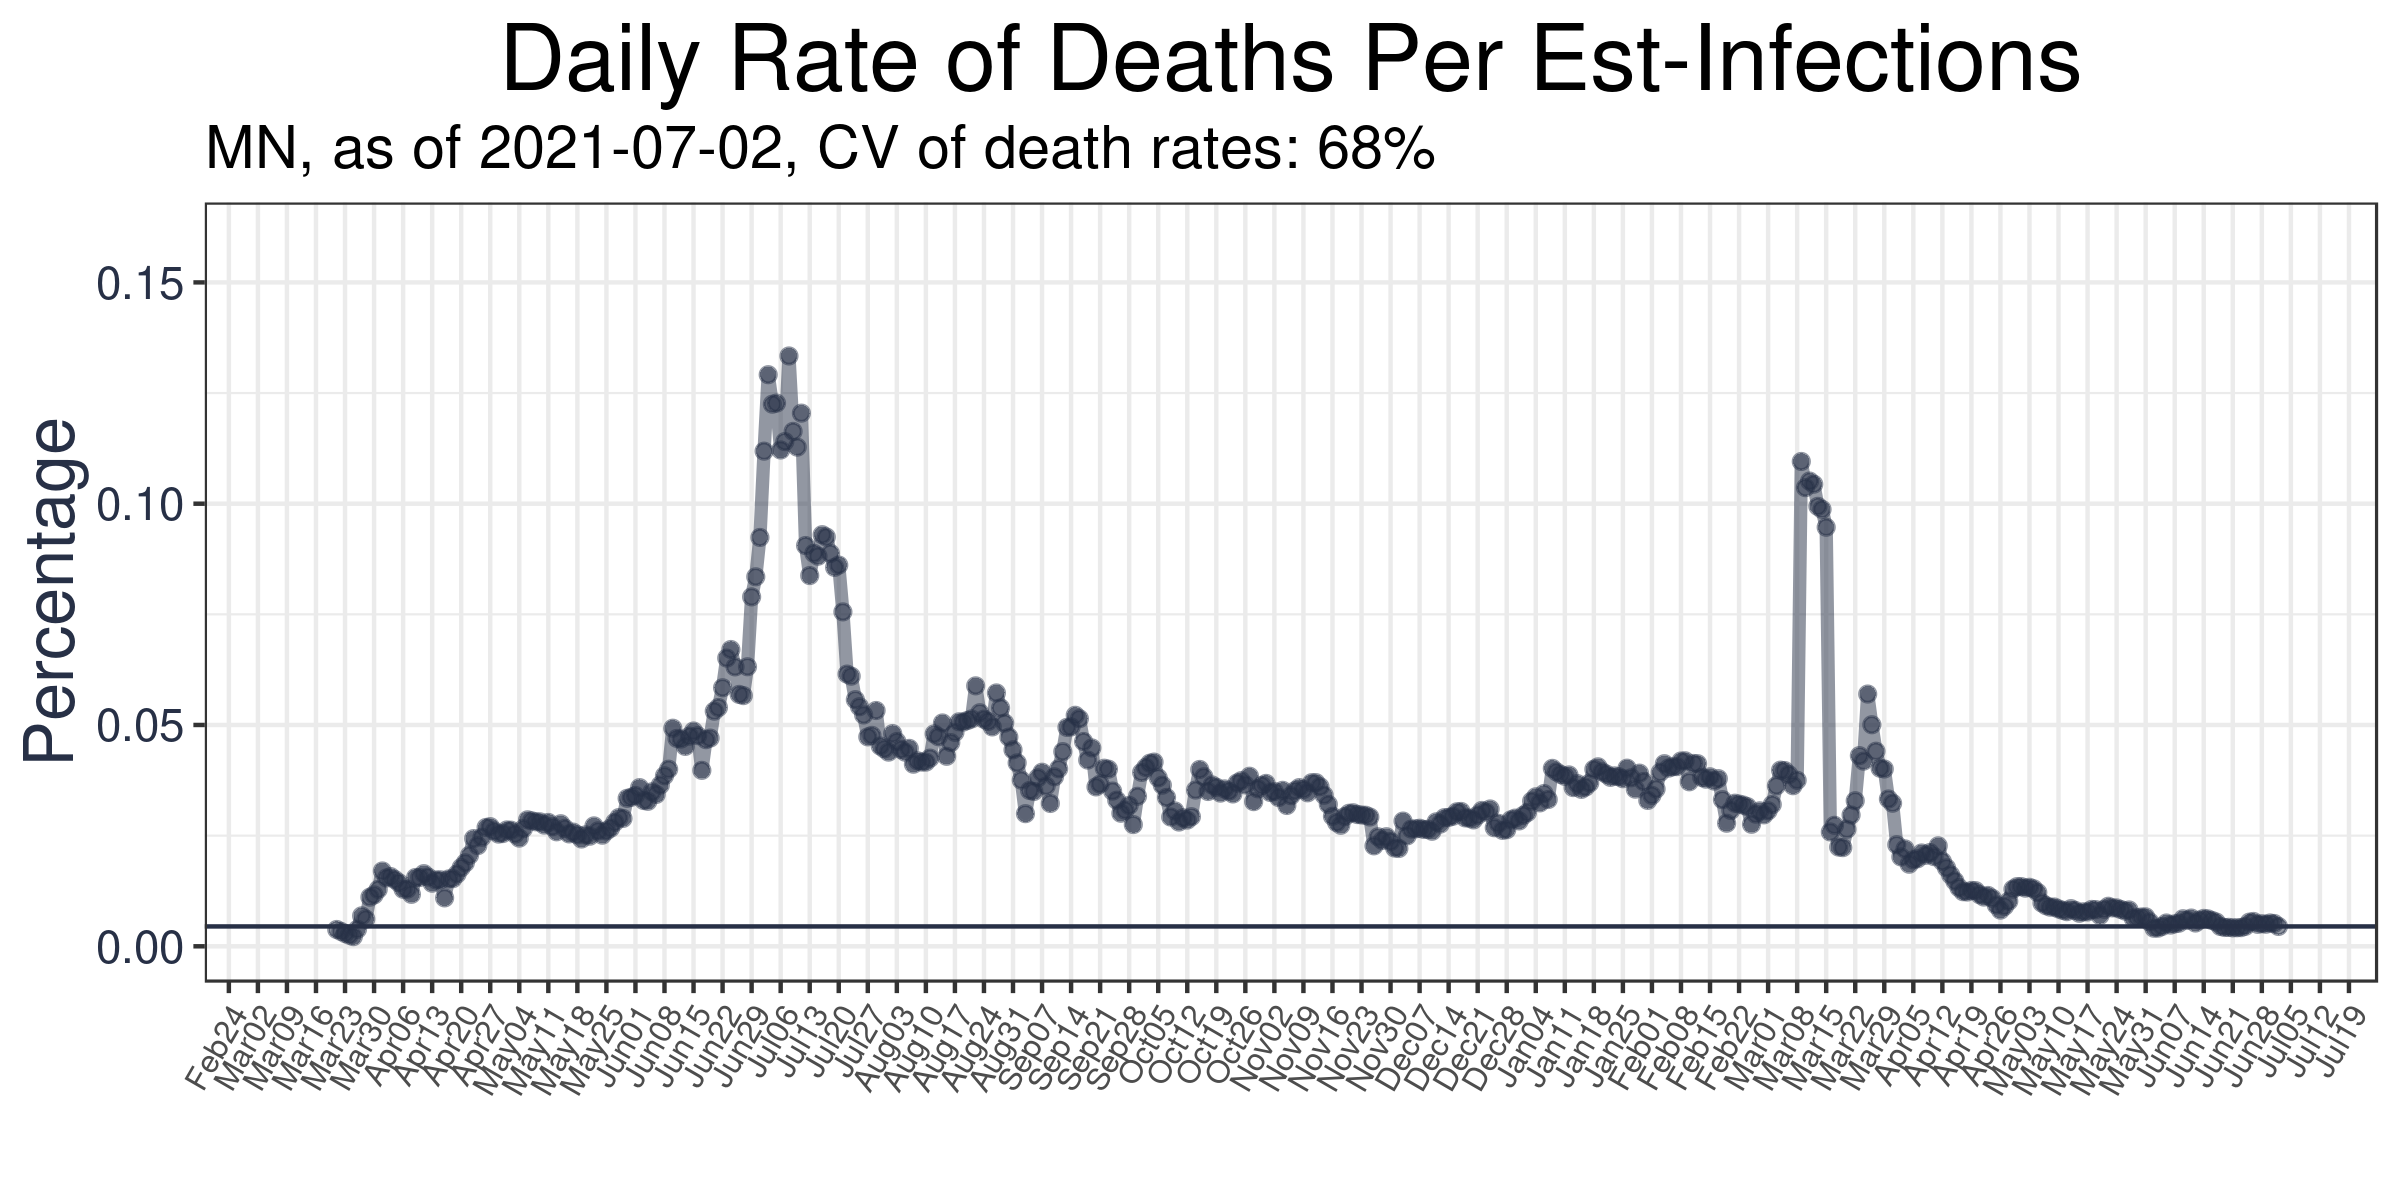 Daily Rate of Deaths Per Est-Infections
MN, as of 2021-07-02, CV of death rates: 68%
Percentage
0.15
0.10
0.05
0.00
Feb24
Mar02
Mar09
Mar16
Mar23
Mar30
Apr06
Apr13
Apr20
Apr27
May04
May11
May18
May25
Jun01
Jun08
Jun15
Jun22
Jun29
Jul06
Jul13
Jul20
Jul27
Aug03
Aug10
Aug17
Aug24
Aug31
Sep07
Sep14
Sep21
Sep28
Oct05
Oct12
Oct19
Oct26
Nov02
Nov09
Nov16
Nov23
Nov30
Dec07
Dec14
Dec21
Dec28
Jan04
Jan11
Jan18
Jan25
Feb01
Feb08
Feb15
Feb22
Mar01
Mar08
Mar15
Mar22
Mar29
Apr05
Apr12
Apr19
Apr26
May03
May10
May17
May24
May31
Jun07
Jun14
Jun21
Jun28
Jul05
Jul12
Jul19